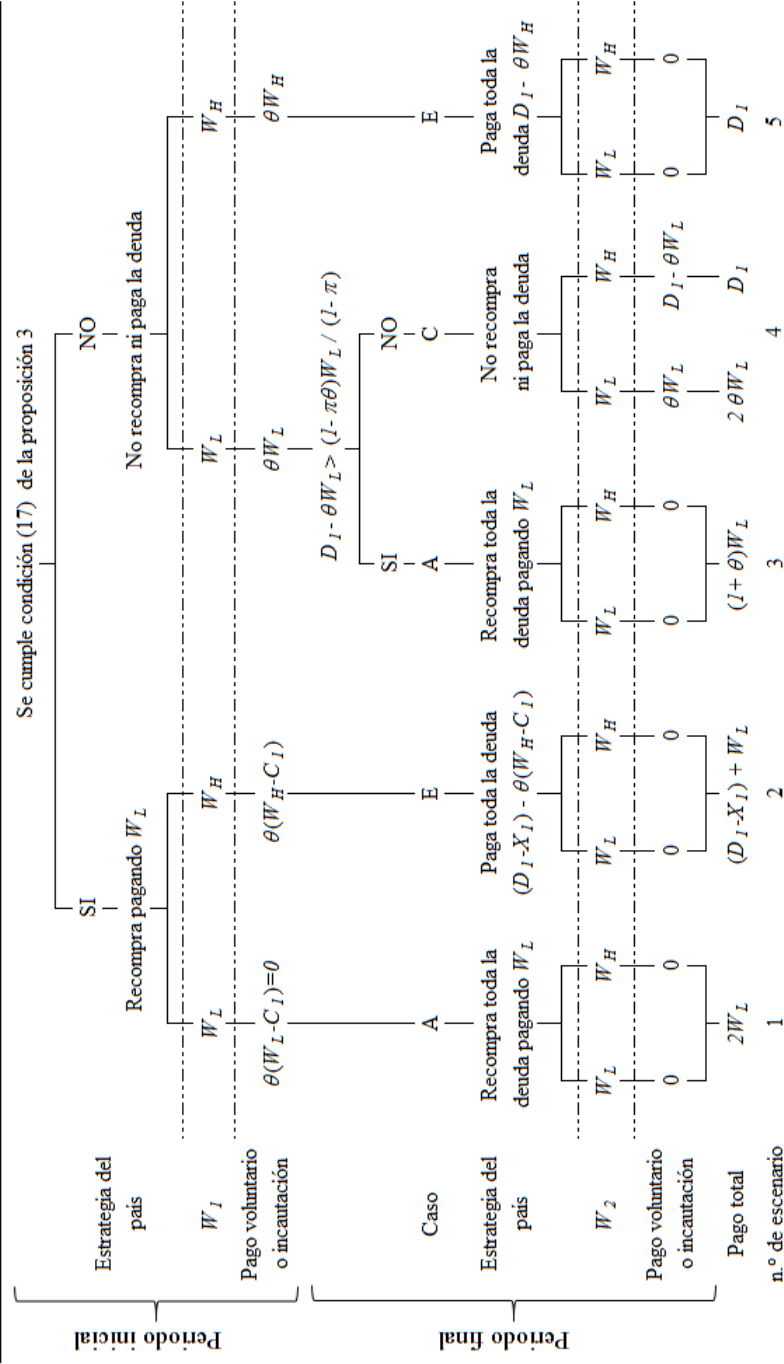 Se cumple condición (17) de la proposición 3
SI
NO
Periodo inicial
Estrategia del país
Recompra pagando W_L
No recompra ni paga la deuda
W_1
W_L
W_H
W_L
W_H
Pago voluntario o incautación
θ(W_L-C_1)=0
θ(W_H-C_1)
θW_L
θW_H
D_1 - θW_L > (1- πθ)W_L / (1- π)
SI
NO
Periodo final
Caso
A
E
A
C
E
Estrategia del país
Recompra toda la deuda pagando W_L
Paga toda la deuda (D_1-X_1) - θ(W_H-C_1)
Recompra toda la deuda pagando W_L
No recompra ni paga la deuda
Paga toda la deuda D_1 - θW_H
W_2
W_L
W_H
W_L
W_H
W_L
W_H
W_L
W_H
W_L
W_H
Pago voluntario o incautación
0
0
0
0
0
0
θW_L
D_1 - θW_L
0
0
Pago total
2W_L
(D_1-X_1) + W_L
(1+ θ)W_L
2 θW_L
D_1
D_1
n.º de escenario
1
2
3
4
5